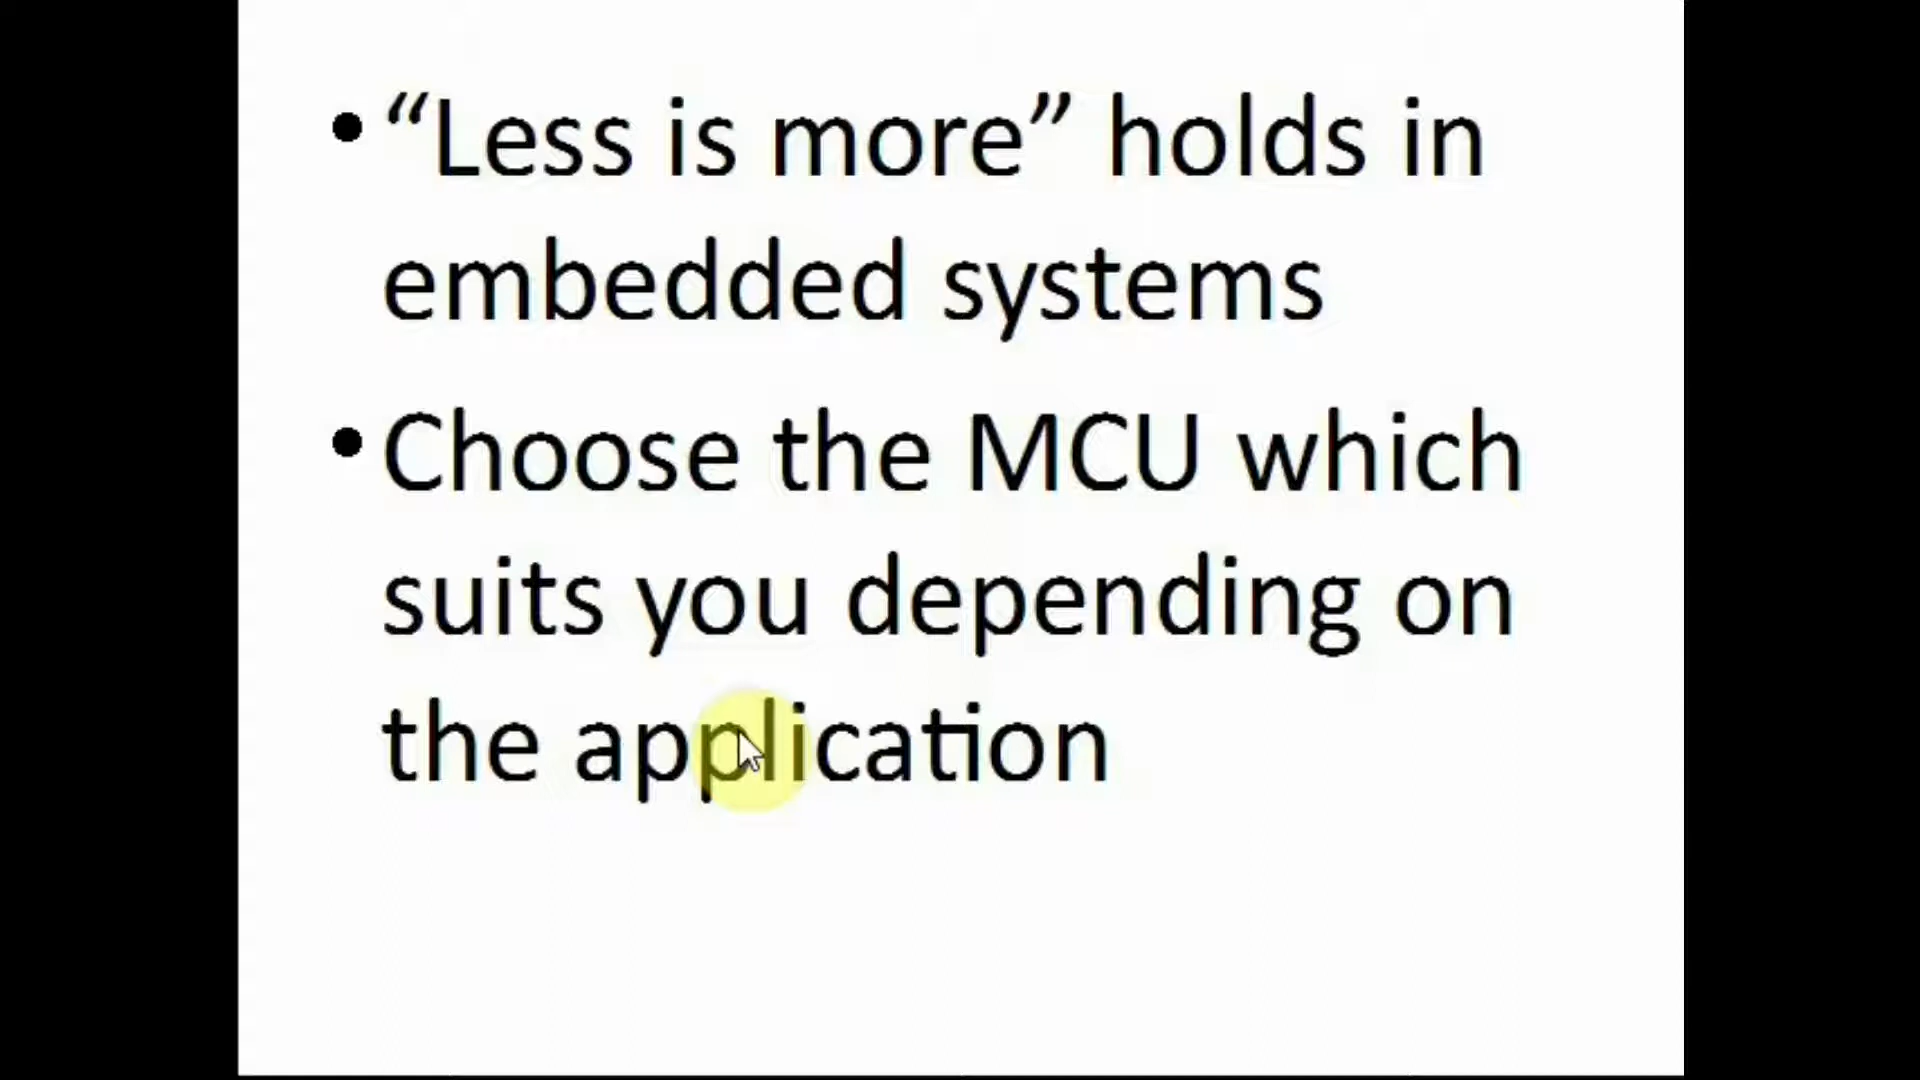 • “Less is more” holds in
embedded systems
• Choose the MCU which
suits you depending on
the application